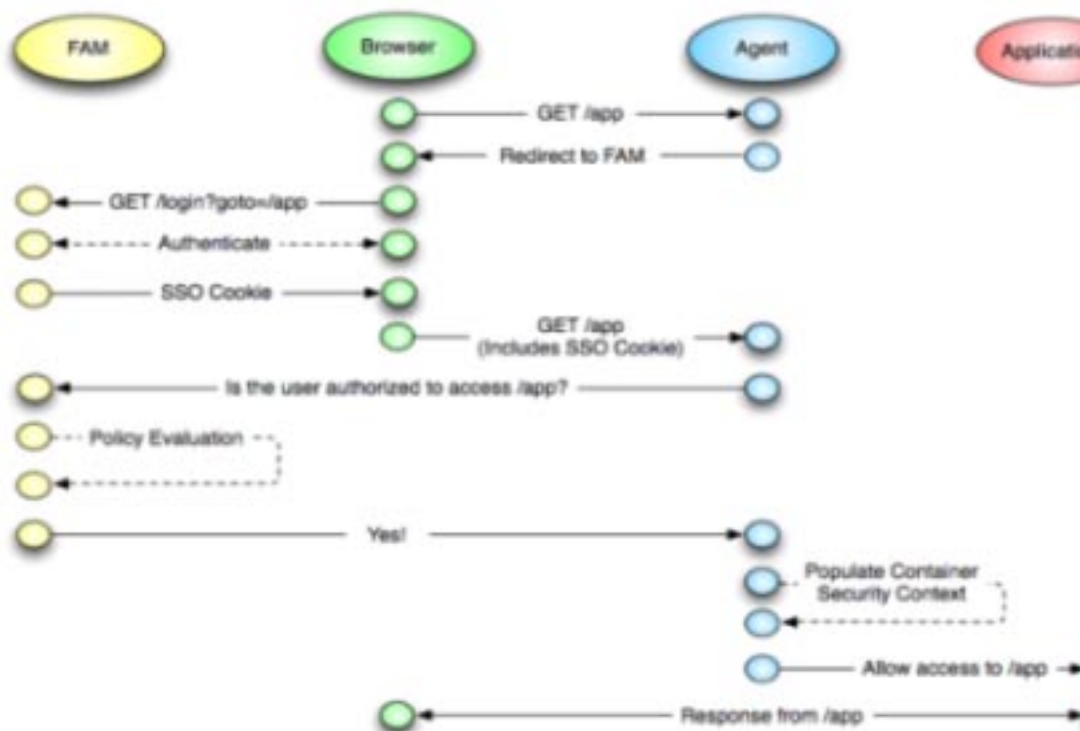 FAM
Browser
Agent
Applicatio
GET /app
Redirect to FAM
GET /login?goto=/app
Authenticate
SSO Cookie
GET /app
(Includes SSO Cookie)
Is the user authorized to access /app?
Policy Evaluation
Yes!
Populate Container
Security Context
Allow access to /app
Response from /app